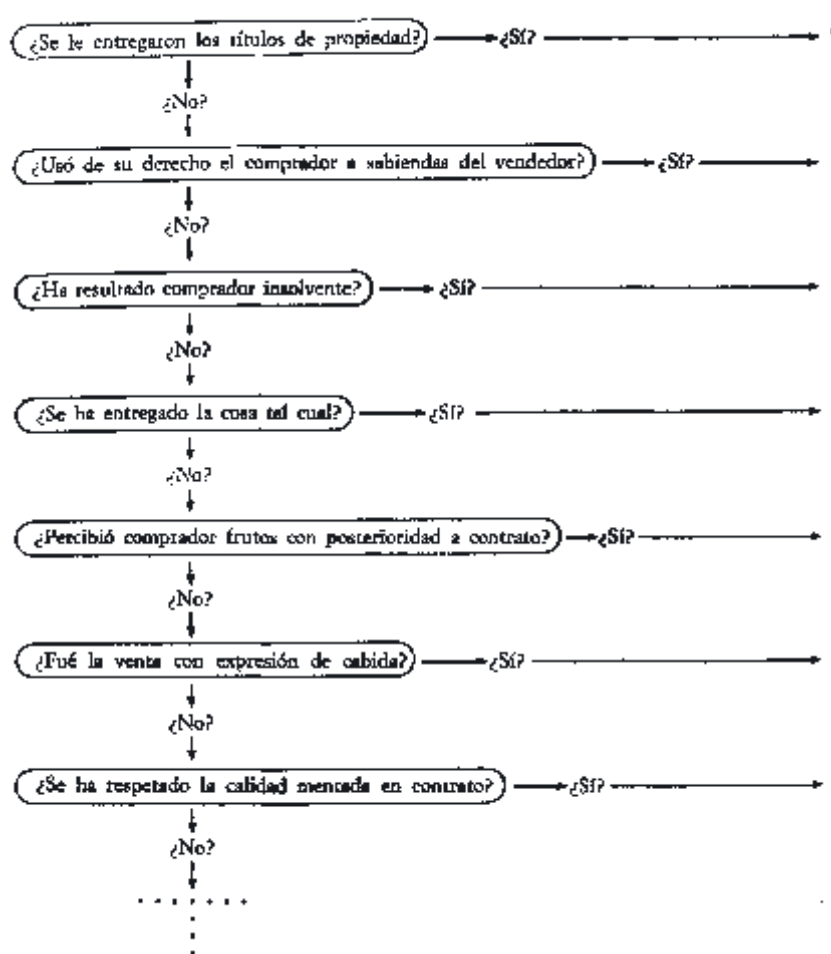 ¿Se le entregaron los títulos de propiedad? ¿Sí?
¿No?
¿Usó de su derecho el comprador a sabiendas del vendedor? ¿Sí?
¿No?
¿Ha resultado comprador insolvente? ¿Sí?
¿No?
¿Se ha entregado la cosa tal cual? ¿Sí?
¿No?
¿Percibió comprador frutos con posterioridad a contrato? ¿Sí?
¿No?
¿Fué la venta con expresión de cabida? ¿Sí?
¿No?
¿Se ha respetado la calidad mentada en contrato? ¿Sí?
¿No?